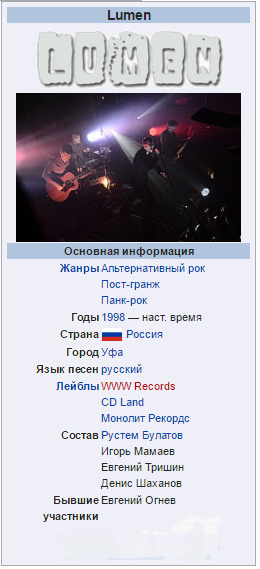 Lumen
LUMEN
Основная информация
Жанры Альтернативный рок
Пост-гранж
Панк-рок
Годы 1998 — наст. время
Страна Россия
Город Уфа
Язык песен русский
Лейблы WWW Records
CD Land
Монолит Рекордс
Состав Рустем Булатов
Игорь Мамаев
Евгений Тришин
Денис Шаханов
Бывшие Евгений Огнев
участники